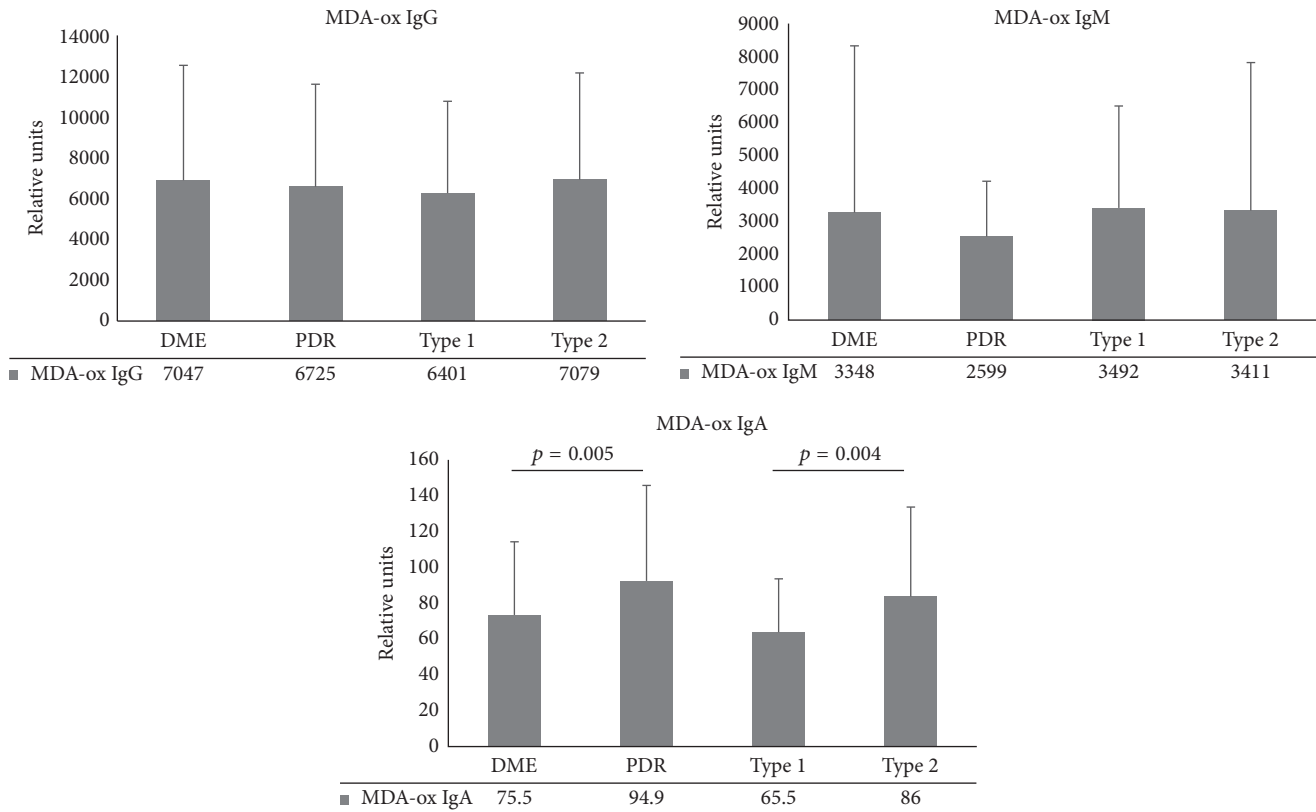 MDA-ox IgG
14000
12000
10000
8000
6000
4000
2000
0
Relative units
DME PDR Type 1 Type 2
MDA-ox IgG 7047 6725 6401 7079
MDA-ox IgM
9000
8000
7000
6000
5000
4000
3000
2000
1000
0
Relative units
DME PDR Type 1 Type 2
MDA-ox IgM 3348 2599 3492 3411
MDA-ox IgA
p = 0.005 p = 0.004
160
140
120
100
80
60
40
20
0
Relative units
DME PDR Type 1 Type 2
MDA-ox IgA 75.5 94.9 65.5 86